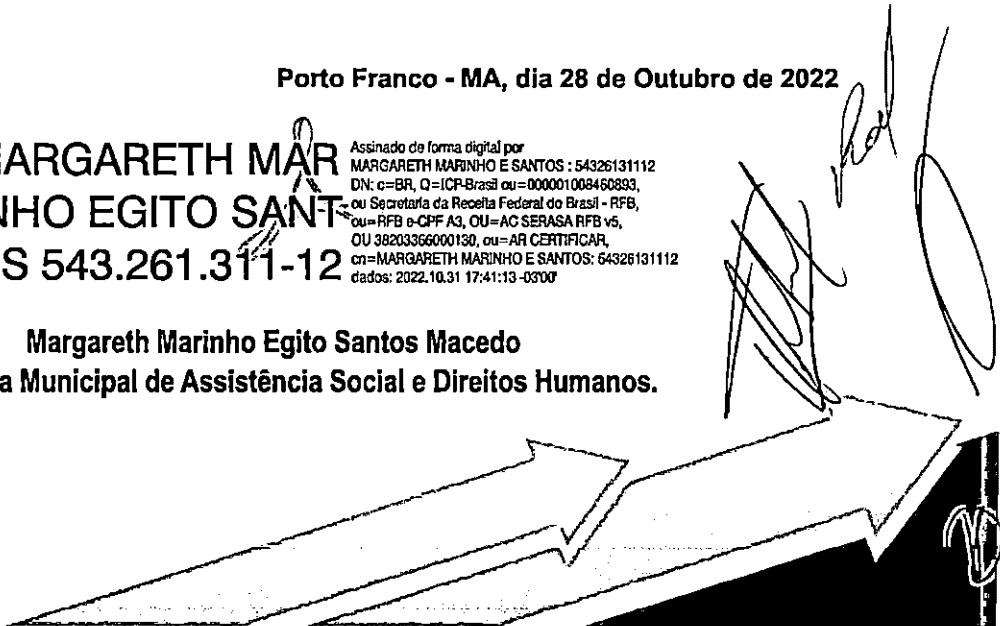 Porto Franco - MA, dia 28 de Outubro de 2022
MARGARETH MAR
NHO EGITO SANT
S 543.261.311-12
Assinado de forma digital por
MARGARETH MARINHO E SANTOS : 54326131112
DN: c=BR, O=ICP-Brasil ou=000001008460893,
ou Secretaria da Receita Federal do Brasil - RFB,
ou=RFB e-CPF A3, OU=AC SERASA RFB v5,
OU 38203366000130, ou=AR CERTIFICAR,
cn=MARGARETH MARINHO E SANTOS: 54326131112
dados: 2022.10.31 17:41:13 -03'00'
Margareth Marinho Egito Santos Macedo
a Municipal de Assistência Social e Direitos Humanos.